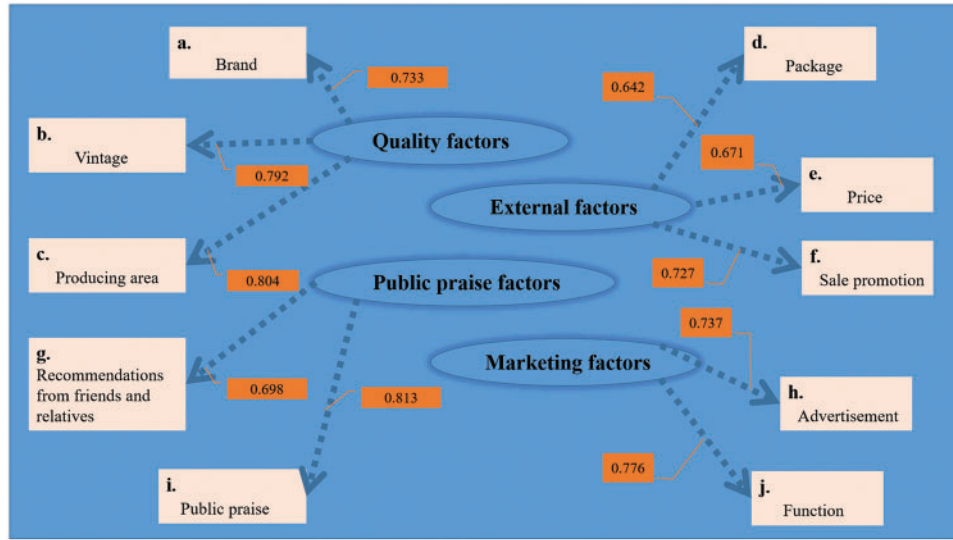 a.
Brand
0.733
b.
Vintage
0.792
Quality factors
d.
Package
0.642
0.671
e.
Price
External factors
c.
Producing area
0.804
Public praise factors
0.727
f.
Sale promotion
0.737
g.
Recommendations
from friends and
relatives
0.698
0.813
Marketing factors
h.
Advertisement
i.
Public praise
0.776
j.
Function